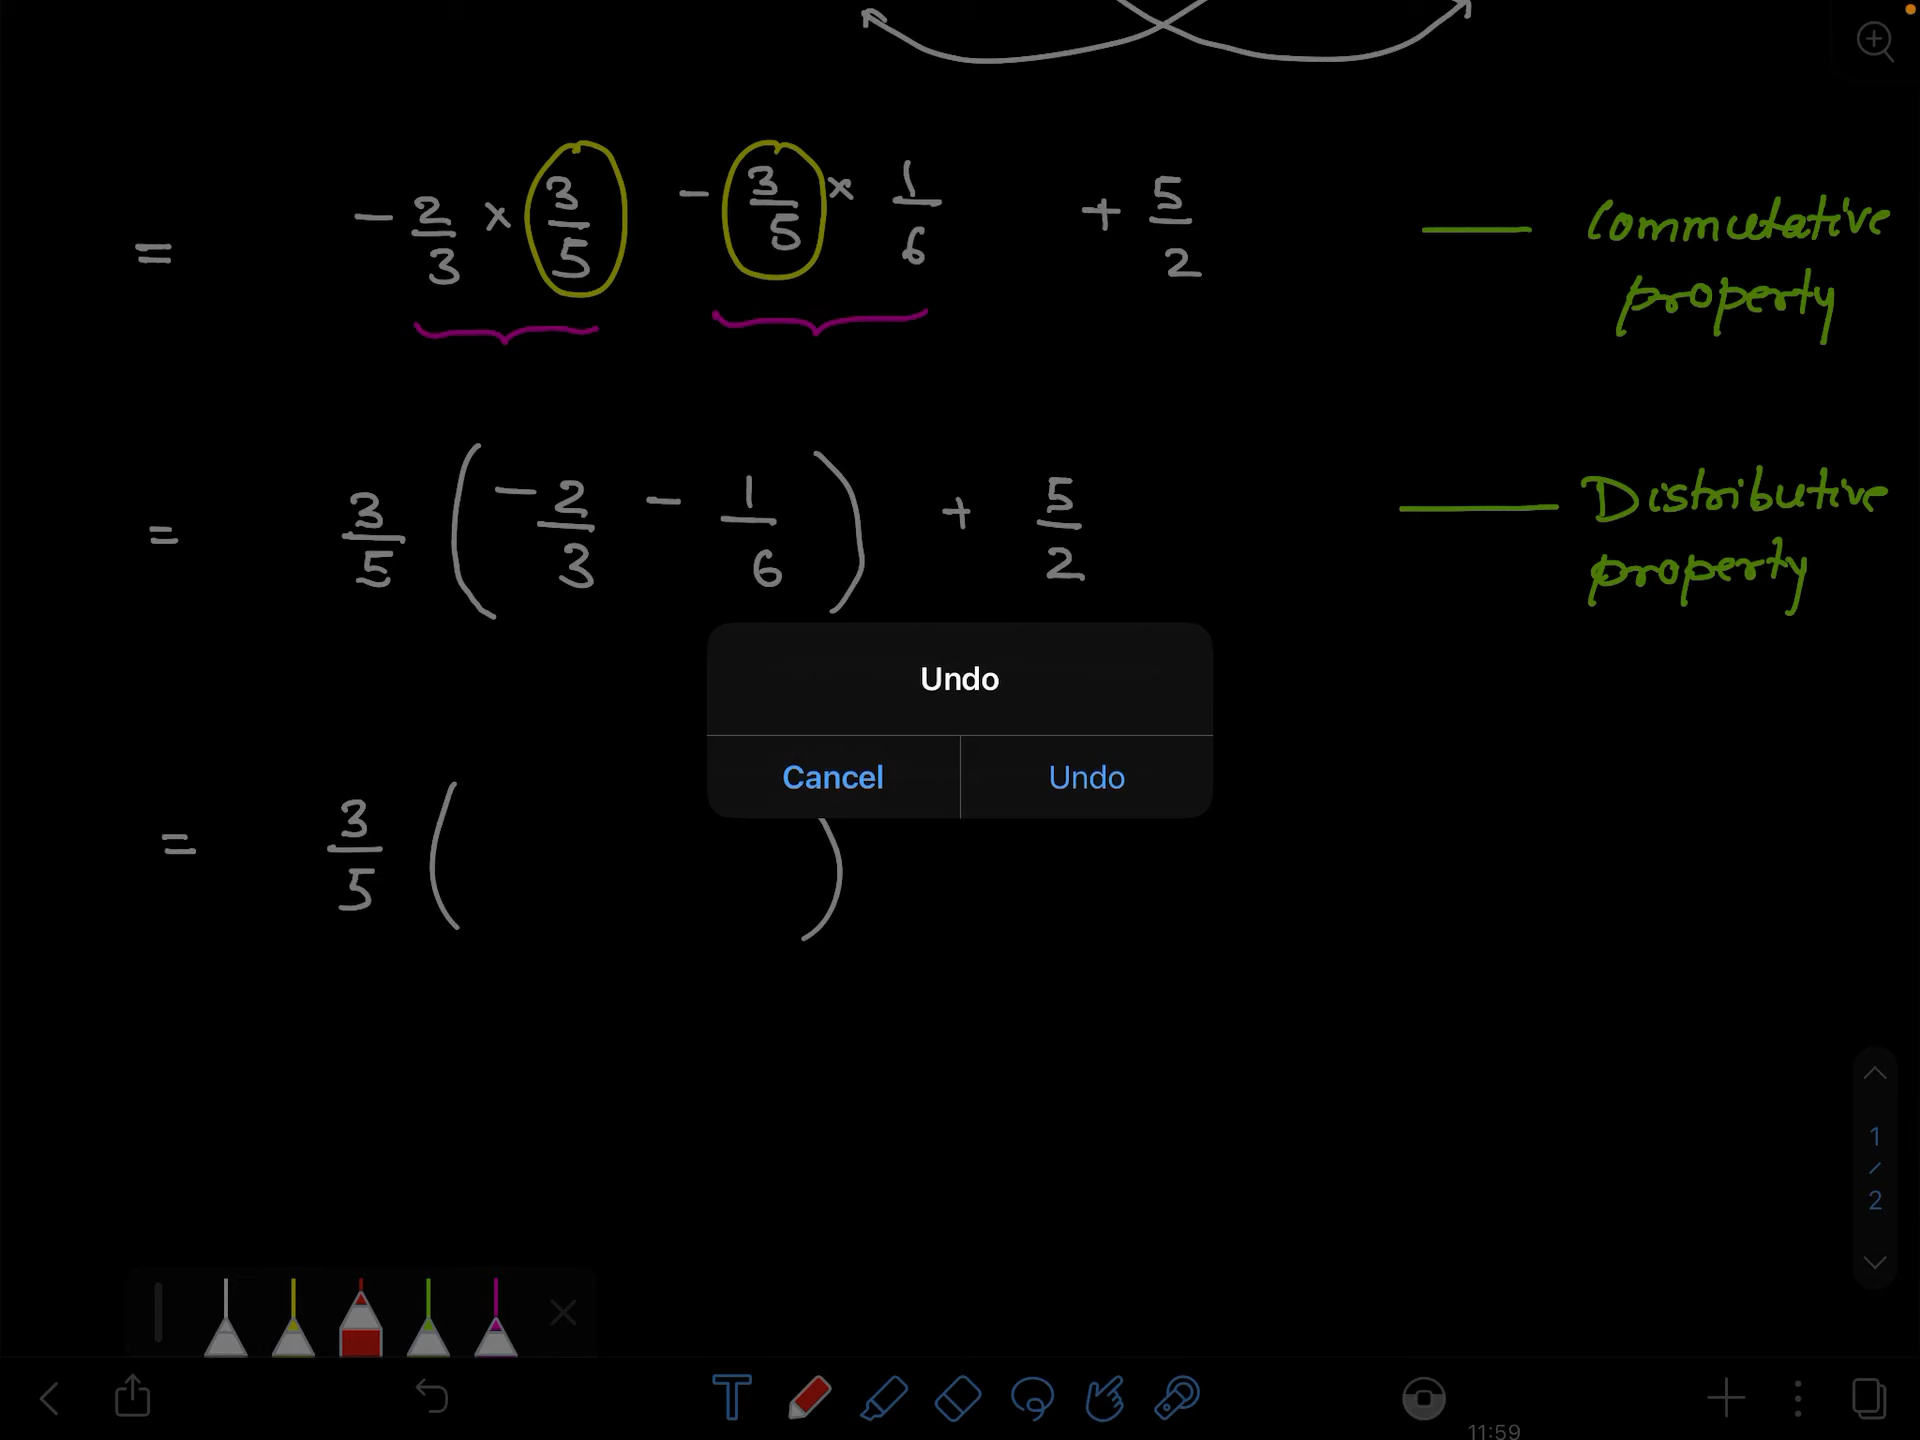 = -2/3 × 3/5 - 3/5 × 1/6 + 5/2 — Commutative
property
= 3/5 ( -2/3 - 1/6 ) + 5/2 — Distributive
property
Undo
Cancel Undo
= 3/5 ( )
1
/
2
11:59